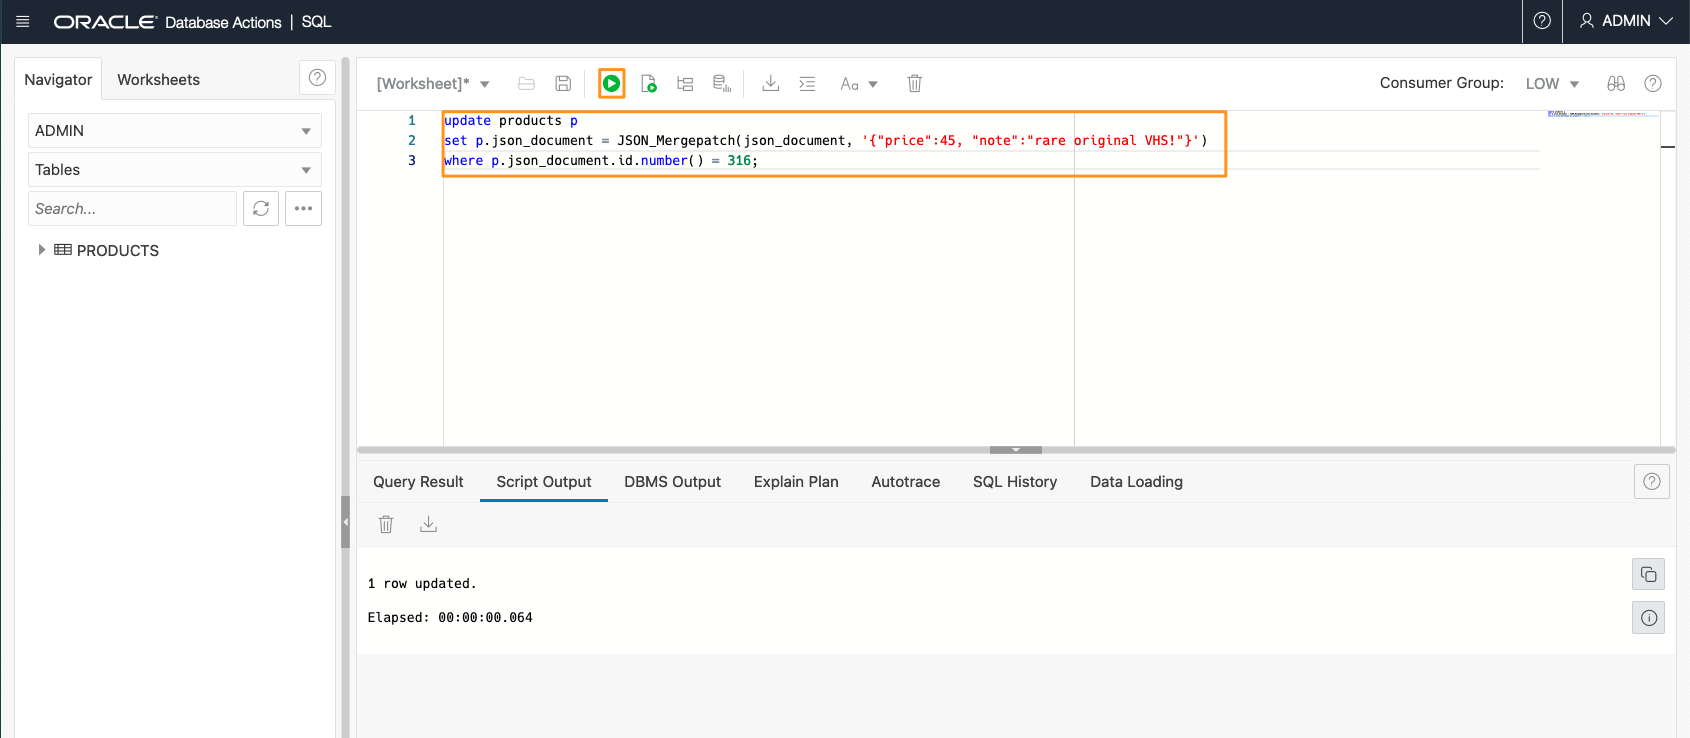 ORACLE Database Actions | SQL
ADMIN
Navigator
Worksheets
[Worksheet]*
Aa
Consumer Group: LOW
ADMIN
Tables
Search...
PRODUCTS
1 update products p
2 set p.json_document = JSON_Mergepatch(json_document, '{"price":45, "note":"rare original VHS!"}')
3 where p.json_document.id.number() = 316;
Query Result
Script Output
DBMS Output
Explain Plan
Autotrace
SQL History
Data Loading
1 row updated.
Elapsed: 00:00:00.064